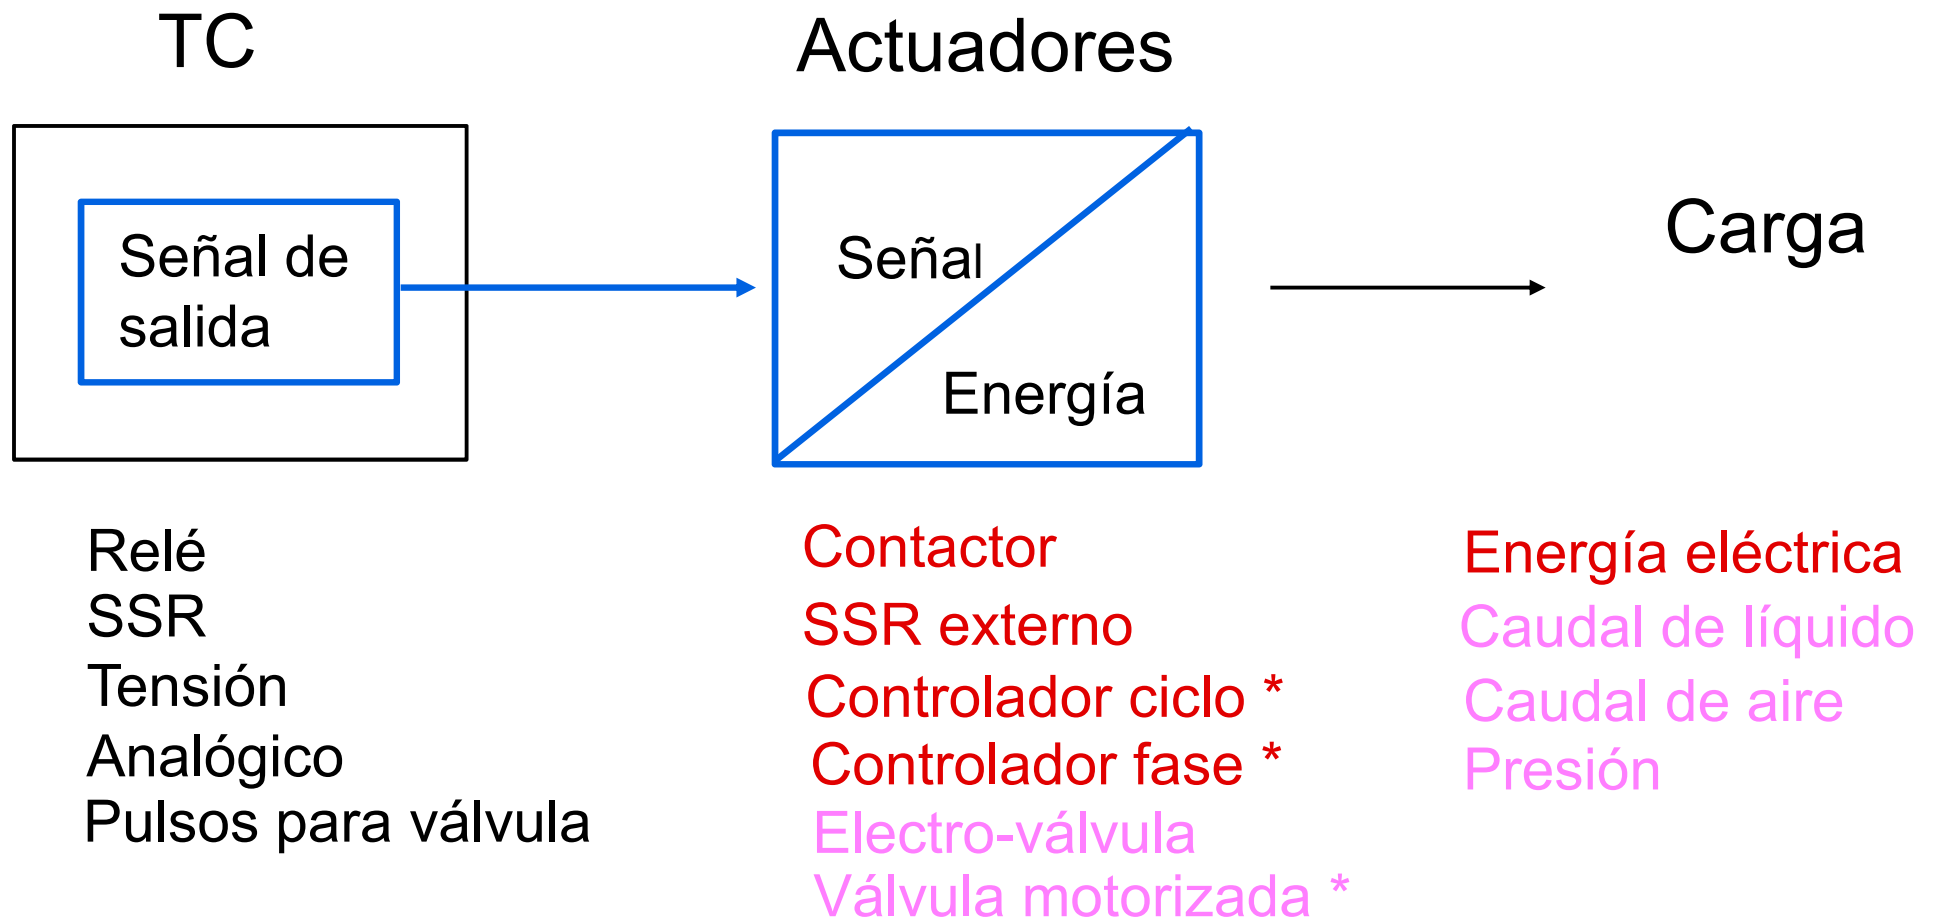 TC
Actuadores
Carga
Señal de
salida
Señal
Energía
Relé
SSR
Tensión
Analógico
Pulsos para válvula
Contactor
SSR externo
Controlador ciclo *
Controlador fase *
Electro-válvula
Válvula motorizada *
Energía eléctrica
Caudal de líquido
Caudal de aire
Presión